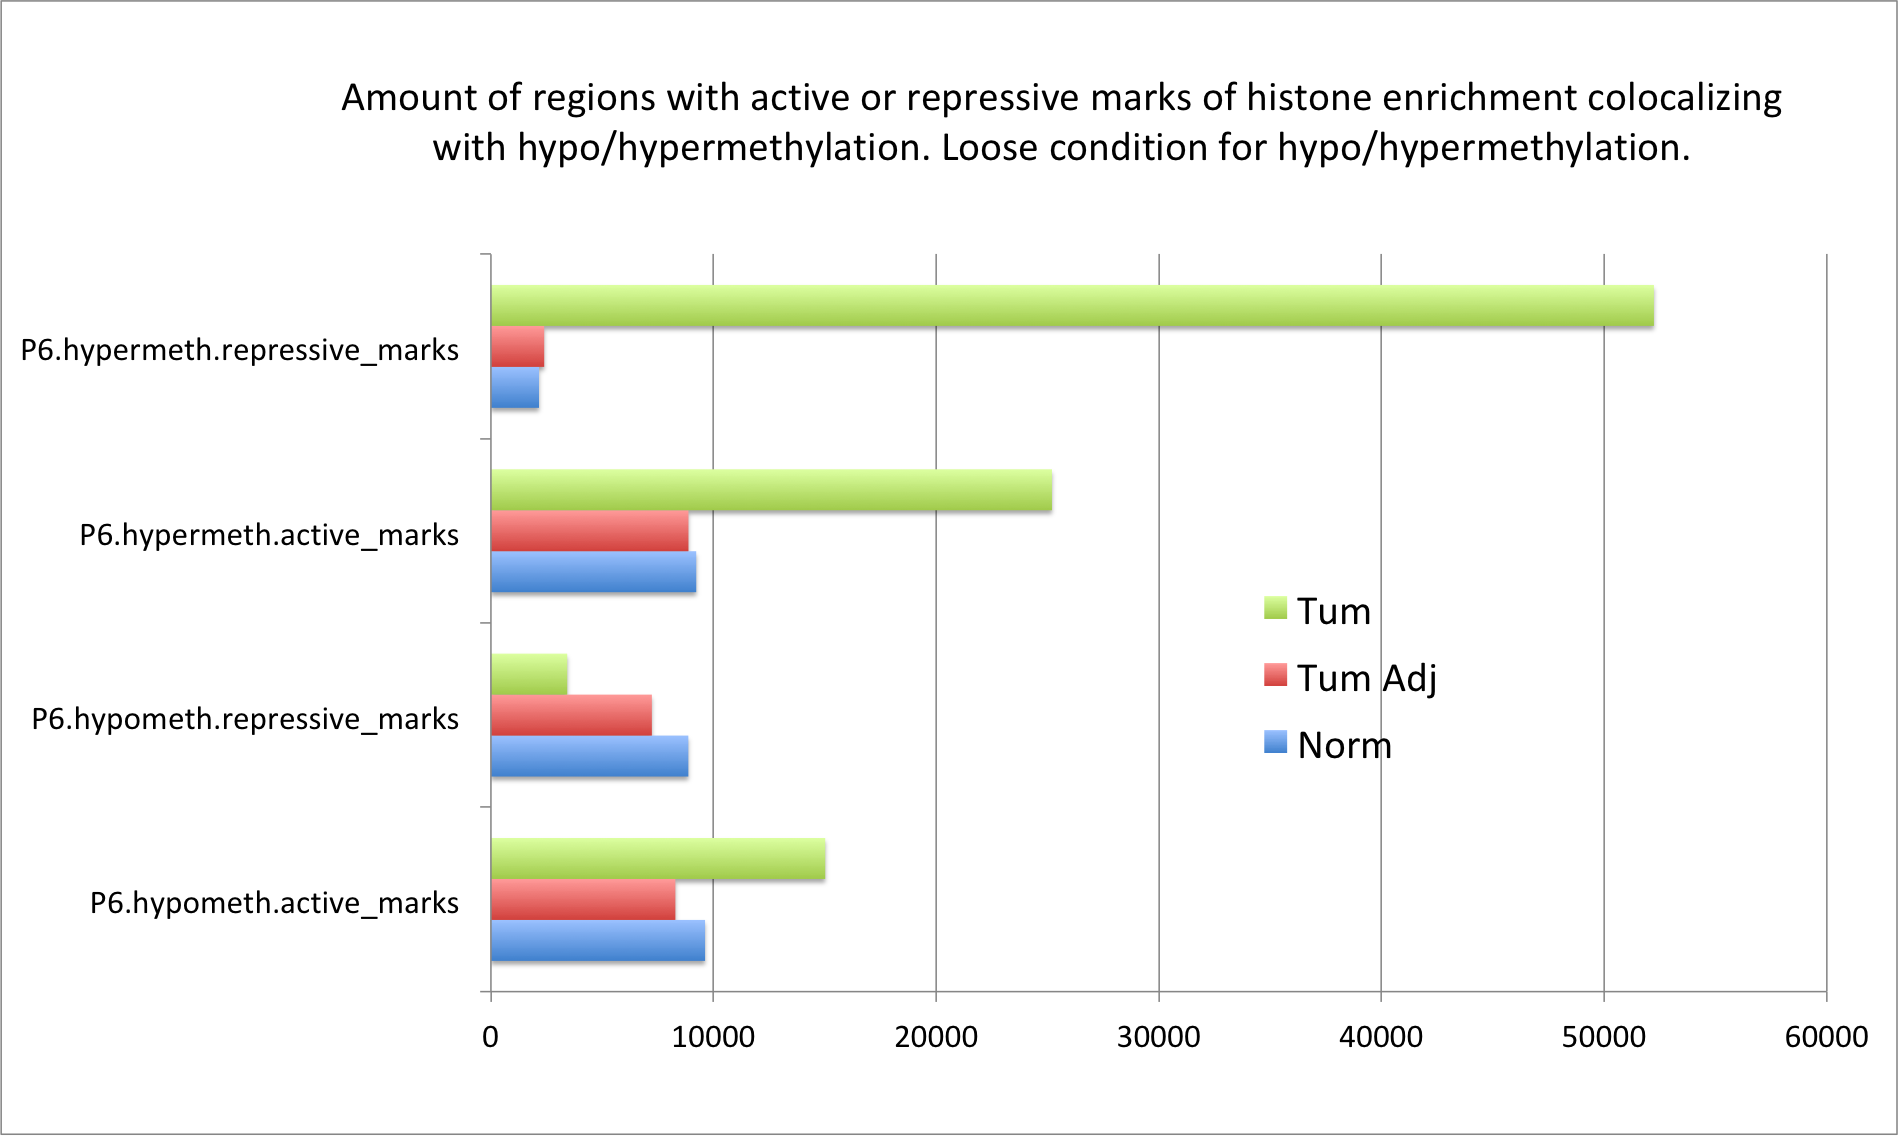 Amount of regions with active or repressive marks of histone enrichment colocalizing
with hypo/hypermethylation. Loose condition for hypo/hypermethylation.
P6.hypermeth.repressive_marks
P6.hypermeth.active_marks
P6.hypometh.repressive_marks
P6.hypometh.active_marks
Tum
Tum Adj
Norm
0 10000 20000 30000 40000 50000 60000